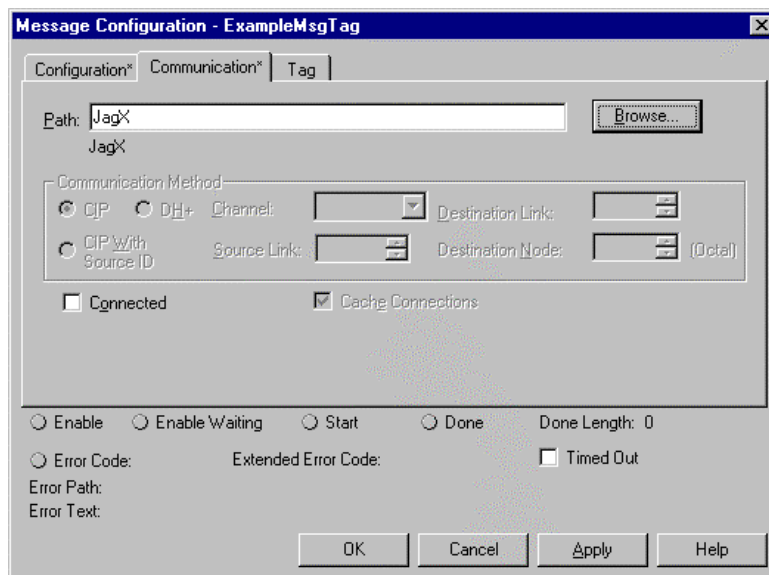 Message Configuration - ExampleMsgTag
Configuration* Communication* Tag
Path: JagX Browse...
JagX
Communication Method
CIP DH+ Channel: Destination Link:
CIP With
Source ID Source Link: Destination Node: (Octal)
Connected Cache Connections
Enable Enable Waiting Start Done Done Length: 0
Error Code: Extended Error Code: Timed Out
Error Path:
Error Text:
OK Cancel Apply Help